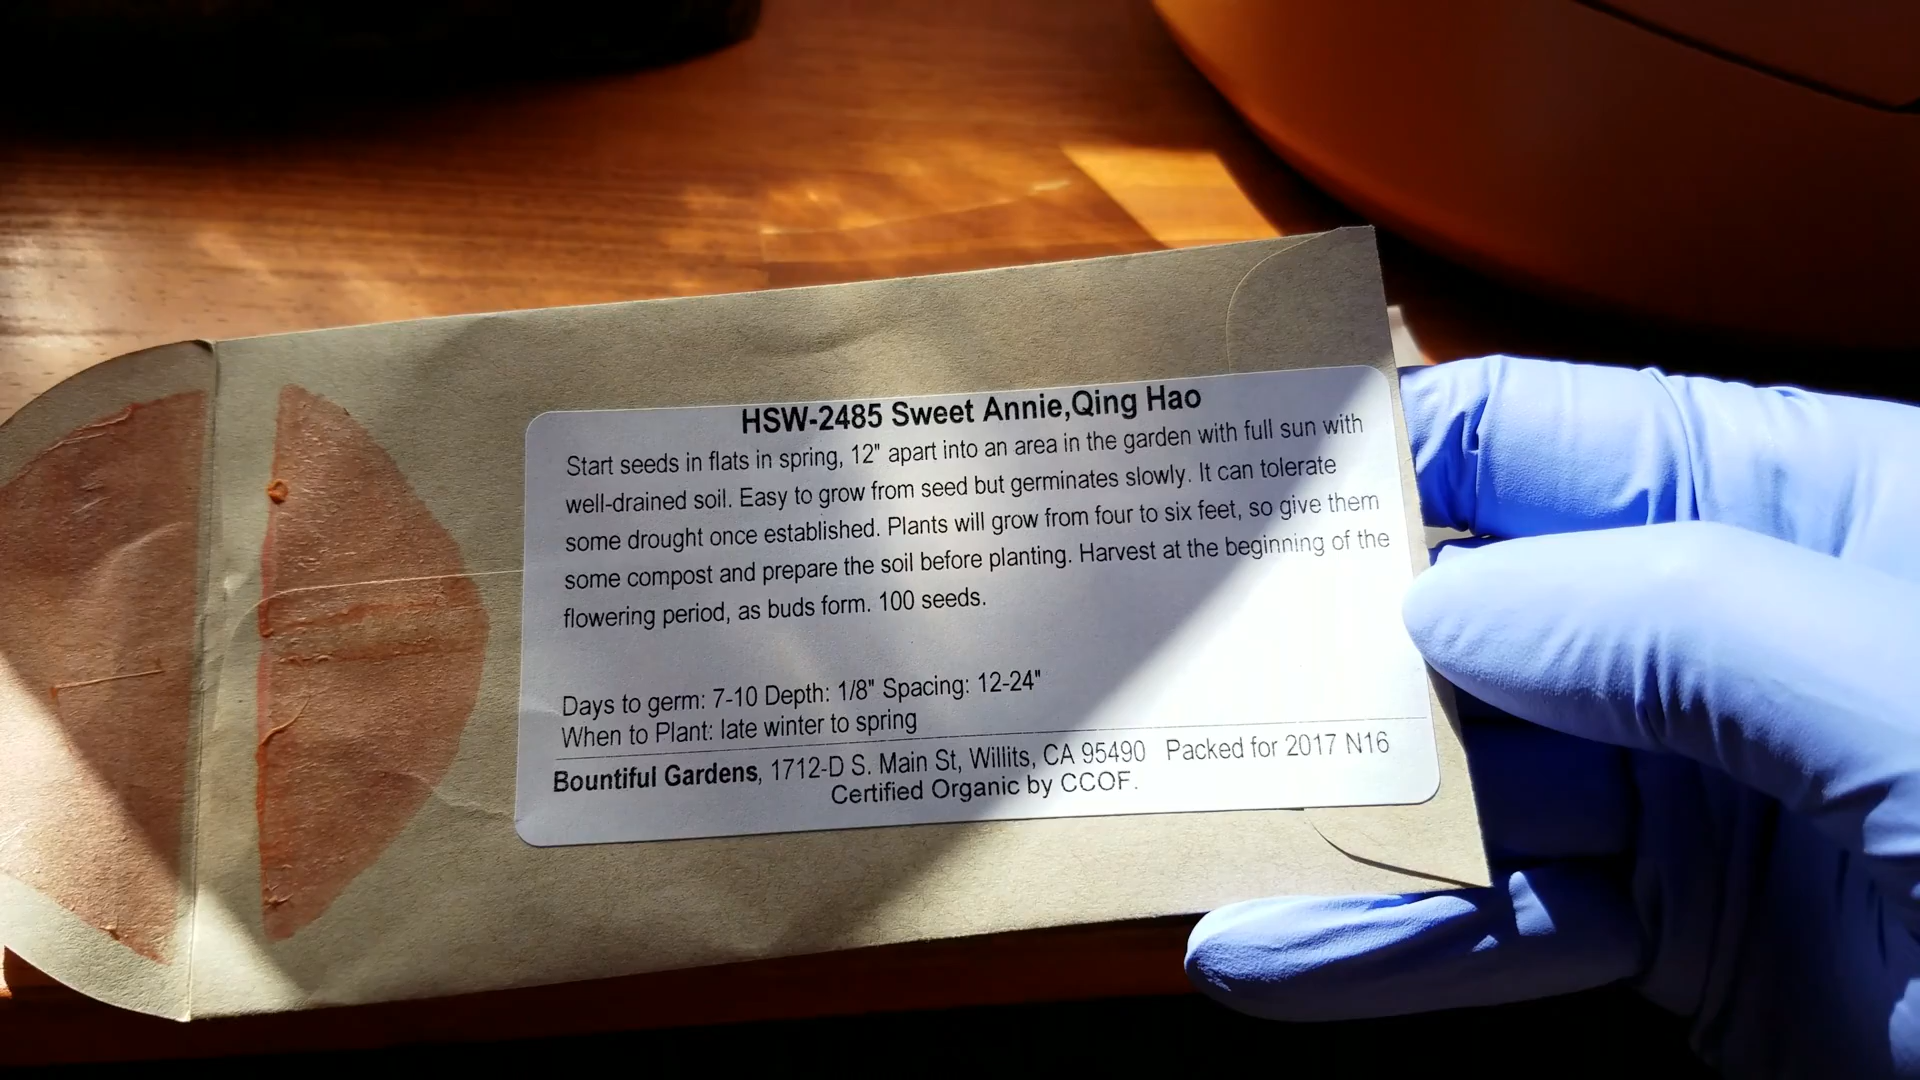 HSW-2485 Sweet Annie,Qing Hao
Start seeds in flats in spring, 12" apart into an area in the garden with full sun with
well-drained soil. Easy to grow from seed but germinates slowly. It can tolerate
some drought once established. Plants will grow from four to six feet, so give them
some compost and prepare the soil before planting. Harvest at the beginning of the
flowering period, as buds form. 100 seeds.
Days to germ: 7-10 Depth: 1/8" Spacing: 12-24"
When to Plant: late winter to spring
Bountiful Gardens, 1712-D S. Main St, Willits, CA 95490 Packed for 2017 N16
Certified Organic by CCOF.